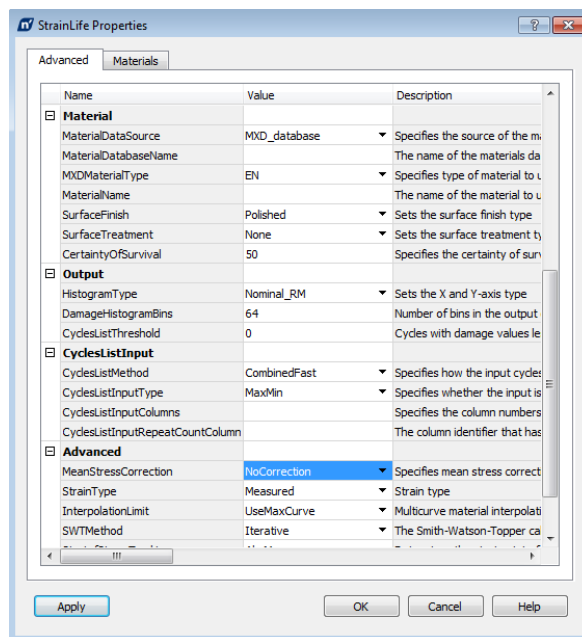 StrainLife Properties
Advanced Materials
Name Value Description
Material
MaterialDataSource MXD_database Specifies the source of the ma
MaterialDatabaseName The name of the materials da
MXDMaterialType EN Specifies type of material to u
MaterialName The name of the material to u
SurfaceFinish Polished Sets the surface finish type
SurfaceTreatment None Sets the surface treatment ty
CertaintyOfSurvival 50 Specifies the certainty of surv
Output
HistogramType Nominal_RM Sets the X and Y-axis type
DamageHistogramBins 64 Number of bins in the output
CyclesListThreshold 0 Cycles with damage values le
CyclesListInput
CyclesListMethod CombinedFast Specifies how the input cycles
CyclesListInputType MaxMin Specifies whether the input is
CyclesListInputColumns Specifies the column numbers
CyclesListInputRepeatCountColumn The column identifier that has
Advanced
MeanStressCorrection NoCorrection Specifies mean stress correct
StrainType Measured Strain type
InterpolationLimit UseMaxCurve Multicurve material interpolati
SWTMethod Iterative The Smith-Watson-Topper ca
Apply OK Cancel Help